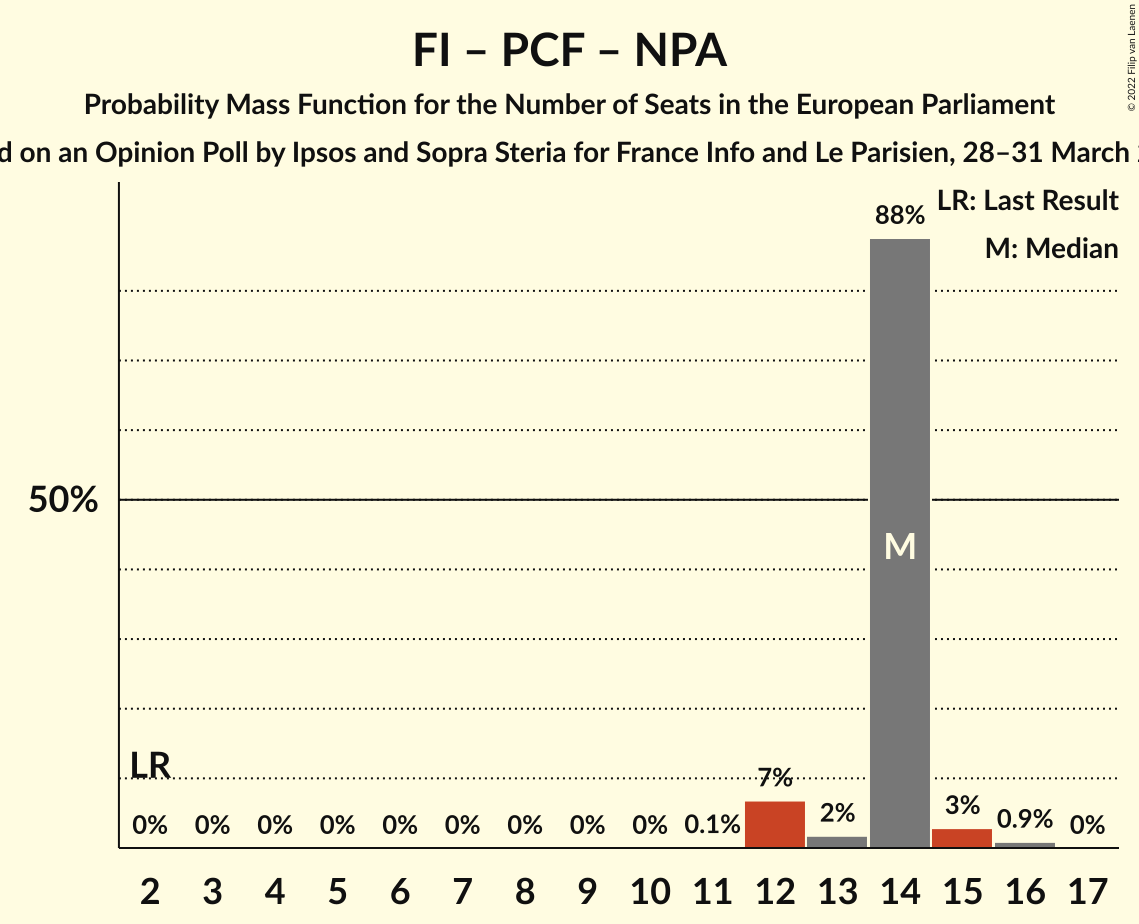 FI – PCF – NPA
Probability Mass Function for the Number of Seats in the European Parliament
on an Opinion Poll by Ipsos and Sopra Steria for France Info and Le Parisien, 28–31 March
© 2022 Filip van Laenen
LR: Last Result
M: Median
88%
50%
M
LR
0% 0% 0% 0% 0% 0% 0% 0% 0% 0.1% 7% 2% 3% 0.9% 0%
2 3 4 5 6 7 8 9 10 11 12 13 14 15 16 17